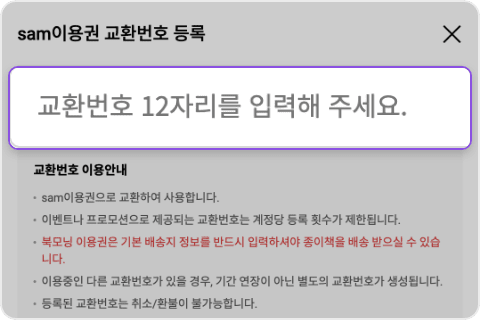 sam이용권 교환번호 등록
교환번호 12자리를 입력해 주세요.
교환번호 이용안내
• sam이용권으로 교환하여 사용합니다.
• 이벤트나 프로모션으로 제공되는 교환번호는 계정당 등록 횟수가 제한됩니다.
• 북모닝 이용권은 기본 배송지 정보를 반드시 입력하셔야 종이책을 배송 받으실 수 있습
니다.
• 이용중인 다른 교환번호가 있을 경우, 기간 연장이 아닌 별도의 교환번호가 생성됩니다.
• 등록된 교환번호는 취소/환불이 불가능합니다.